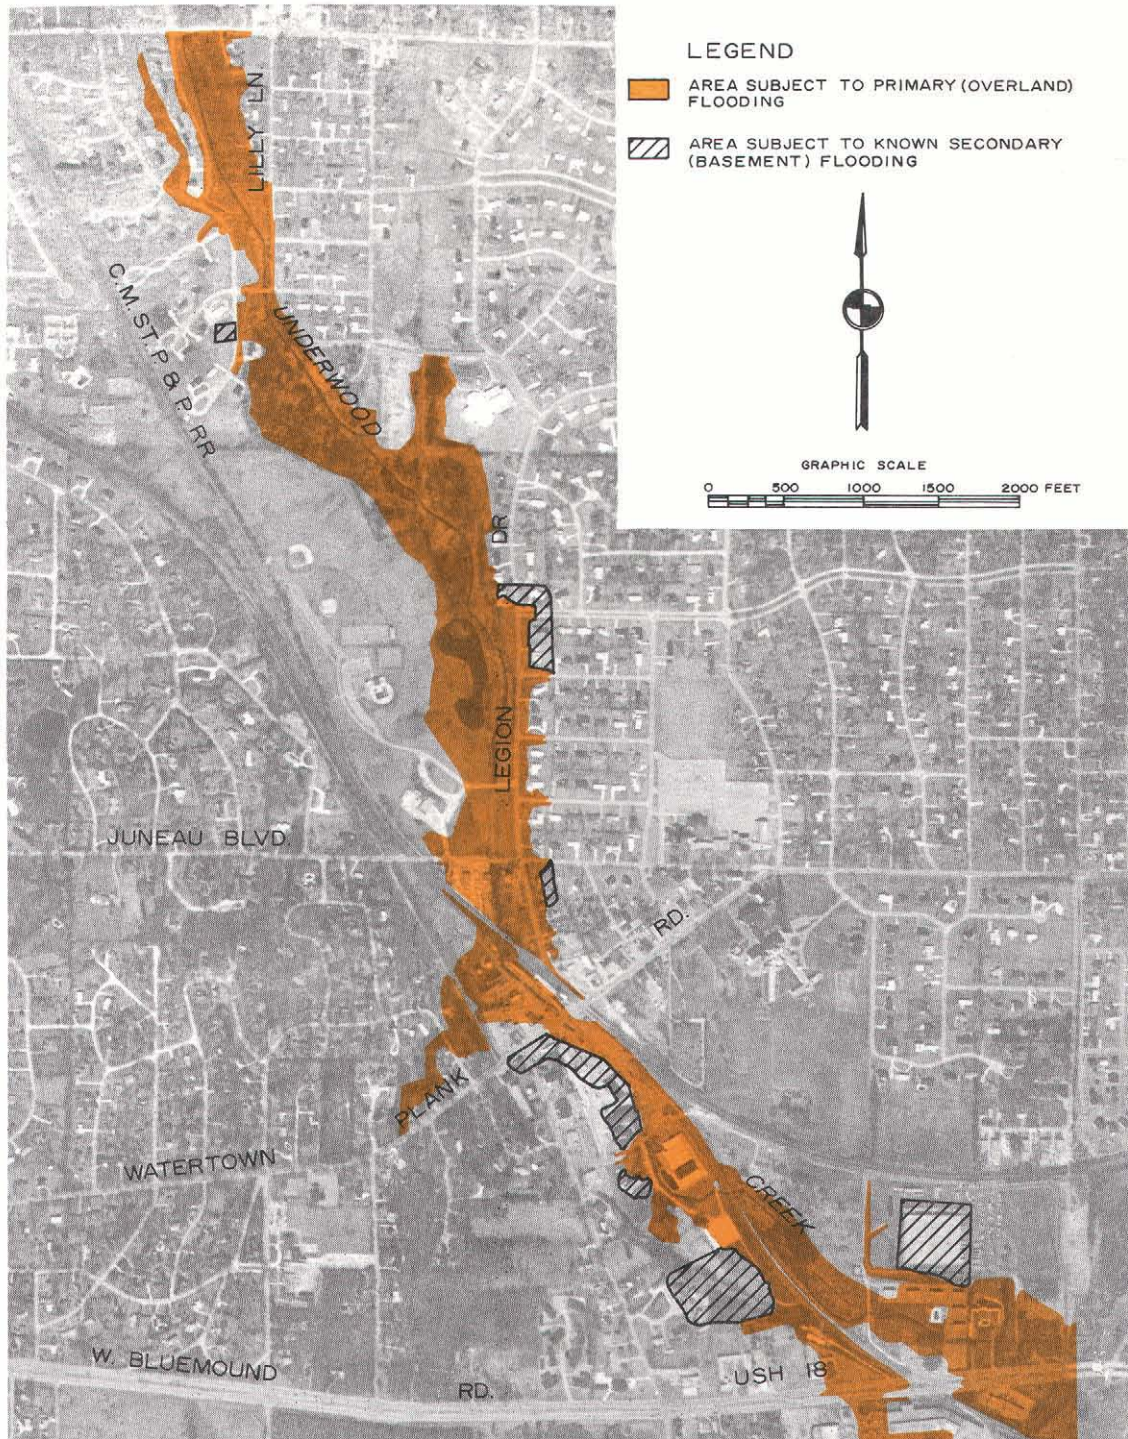 LEGEND
AREA SUBJECT TO PRIMARY (OVERLAND)
FLOODING
AREA SUBJECT TO KNOWN SECONDARY
(BASEMENT) FLOODING
GRAPHIC SCALE
0 500 1000 1500 2000 FEET
LILLY LN
C.M. ST. P. & P. RR
UNDERWOOD
DR
LEGION
JUNEAU BLVD.
RD.
PLANK
WATERTOWN
CREEK
W. BLUEMOUND
RD.
USH 18